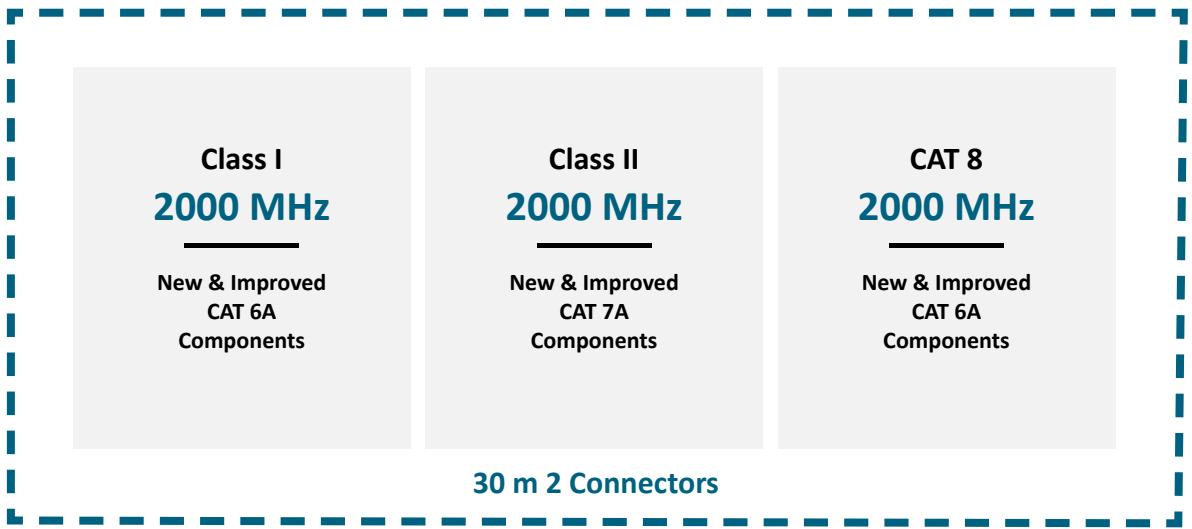 Class I
2000 MHz
New & Improved
CAT 6A
Components
Class II
2000 MHz
New & Improved
CAT 7A
Components
CAT 8
2000 MHz
New & Improved
CAT 6A
Components
30 m 2 Connectors